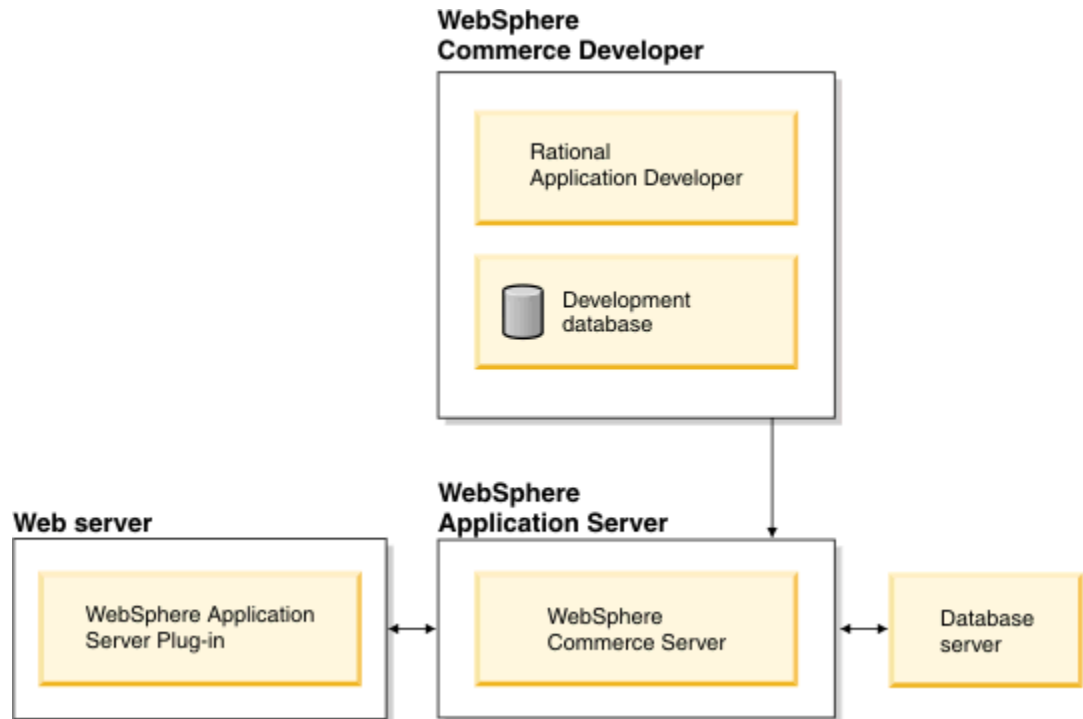 WebSphere
Commerce Developer
Rational
Application Developer
Development
database
WebSphere
Application Server
Web server
WebSphere Application
Server Plug-in
WebSphere
Commerce Server
Database
server